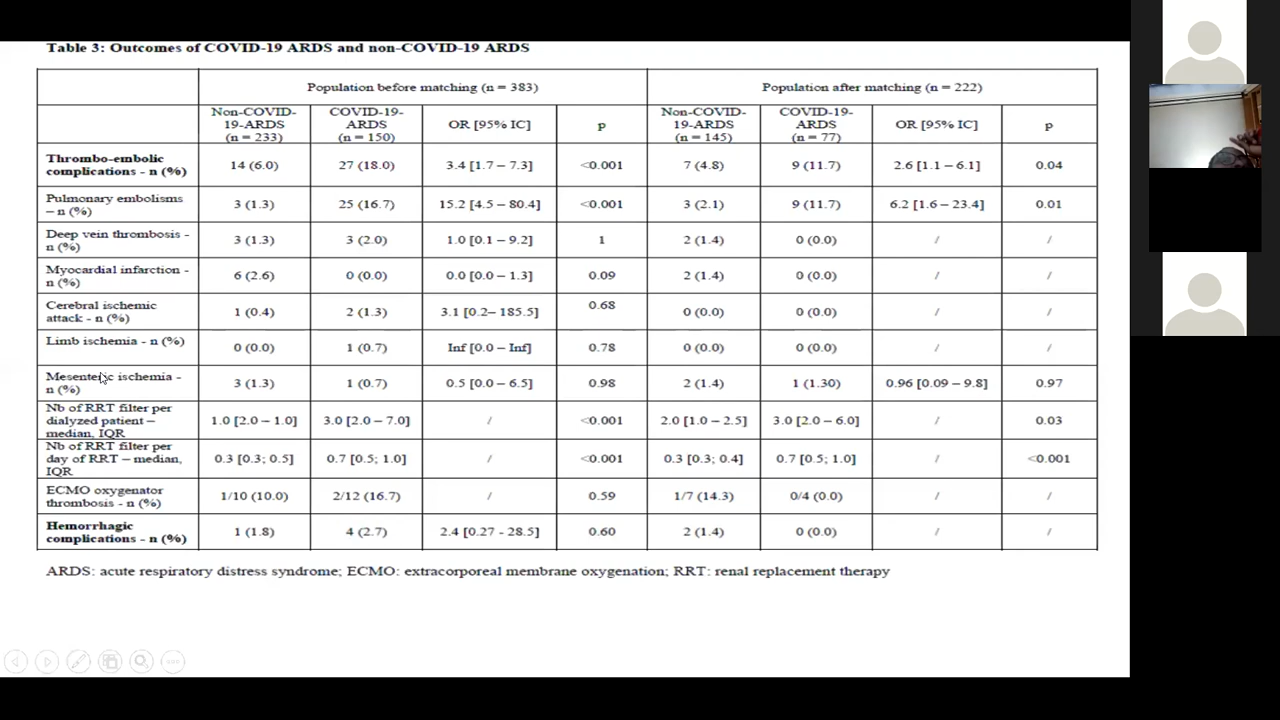 Table 3: Outcomes of COVID-19 ARDS and non-COVID-19 ARDS
Population before matching (n = 383) Population after matching (n = 222)
Non-COVID-
19-ARDS
(n = 233)
COVID-19-
ARDS
(n = 150)
OR [95% IC]
p
Non-COVID-
19-ARDS
(n = 145)
COVID-19-
ARDS
(n = 77)
OR [95% IC]
p
Thrombo-embolic
complications - n (%)
14 (6.0) 27 (18.0) 3.4 [1.7 – 7.3] <0.001 7 (4.8) 9 (11.7) 2.6 [1.1 – 6.1] 0.04
Pulmonary embolisms
– n (%)
3 (1.3) 25 (16.7) 15.2 [4.5 – 80.4] <0.001 3 (2.1) 9 (11.7) 6.2 [1.6 – 23.4] 0.01
Deep vein thrombosis -
n (%)
3 (1.3) 3 (2.0) 1.0 [0.1 – 9.2] 1 2 (1.4) 0 (0.0) / /
Myocardial infarction -
n (%)
6 (2.6) 0 (0.0) 0.0 [0.0 – 1.3] 0.09 2 (1.4) 0 (0.0) / /
Cerebral ischemic
attack - n (%)
1 (0.4) 2 (1.3) 3.1 [0.2– 185.5] 0.68 0 (0.0) 0 (0.0) / /
Limb ischemia - n (%)
0 (0.0) 1 (0.7) Inf [0.0 – Inf] 0.78 0 (0.0) 0 (0.0) / /
Mesenteric ischemia -
n (%)
3 (1.3) 1 (0.7) 0.5 [0.0 – 6.5] 0.98 2 (1.4) 1 (1.30) 0.96 [0.09 – 9.8] 0.97
Nb of RRT filter per
dialyzed patient –
median, IQR
1.0 [2.0 – 1.0] 3.0 [2.0 – 7.0] / <0.001 2.0 [1.0 – 2.5] 3.0 [2.0 – 6.0] / 0.03
Nb of RRT filter per
day of RRT – median,
IQR
0.3 [0.3; 0.5] 0.7 [0.5; 1.0] / <0.001 0.3 [0.3; 0.4] 0.7 [0.5; 1.0] / <0.001
ECMO oxygenator
thrombosis - n (%)
1/10 (10.0) 2/12 (16.7) / 0.59 1/7 (14.3) 0/4 (0.0) / /
Hemorrhagic
complications - n (%)
1 (1.8) 4 (2.7) 2.4 [0.27 - 28.5] 0.60 2 (1.4) 0 (0.0) / /
ARDS: acute respiratory distress syndrome; ECMO: extracorporeal membrane oxygenation; RRT: renal replacement therapy